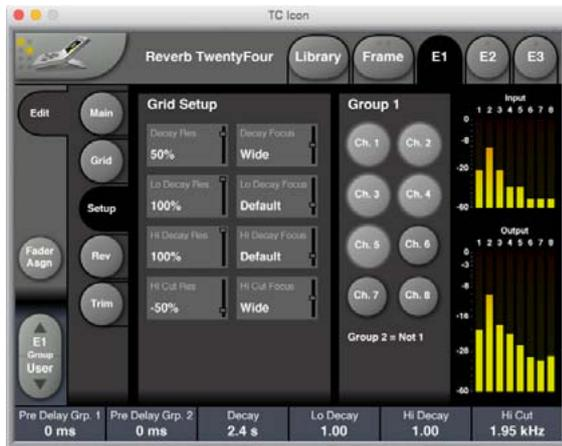 TC Icon
Reverb TwentyFour
Library
Frame
E1
E2
E3
Edit
Main
Grid
Setup
Rev
Trim
Fader
Asgn
E1
Group
User
Grid Setup
Decay Res
50%
Decay Focus
Wide
Lo Decay Res
100%
Lo Decay Focus
Default
Hi Decay Res
100%
Hi Decay Focus
Default
Hi Cut Res
-50%
Hi Cut Focus
Wide
Group 1
Ch. 1
Ch. 2
Ch. 3
Ch. 4
Ch. 5
Ch. 6
Ch. 7
Ch. 8
Group 2 = Not 1
Input
1 2 3 4 5 6 7 8
0
-8
-20
-60
Output
1 2 3 4 5 6 7 8
0
-3
-8
-16
-26
-40
Pre Delay Grp. 1
0 ms
Pre Delay Grp. 2
0 ms
Decay
2.4 s
Lo Decay
1.00
Hi Decay
1.00
Hi Cut
1.95 kHz